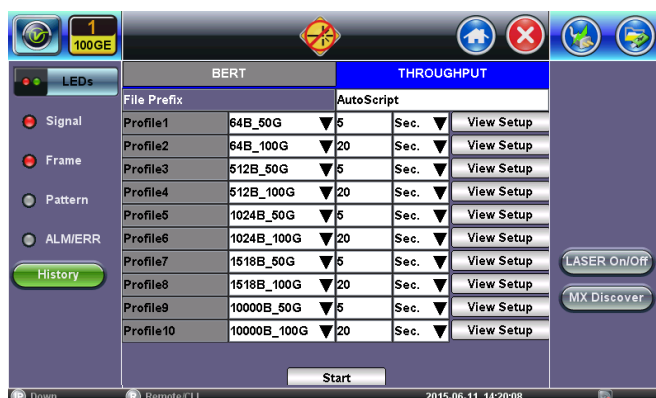 1
100GE
LEDs
BERT THROUGHPUT
File Prefix AutoScript
Signal
Frame
Pattern
ALM/ERR
History
Profile1 64B_50G 5 Sec. View Setup
Profile2 64B_100G 20 Sec. View Setup
Profile3 512B_50G 5 Sec. View Setup
Profile4 512B_100G 20 Sec. View Setup
Profile5 1024B_50G 5 Sec. View Setup
Profile6 1024B_100G 20 Sec. View Setup
Profile7 1518B_50G 5 Sec. View Setup
Profile8 1518B_100G 20 Sec. View Setup
Profile9 10000B_50G 5 Sec. View Setup
Profile10 10000B_100G 20 Sec. View Setup
LASER On/Off
MX Discover
Start
IP Down R Remote/CLI 2015-06-11 14:20:08